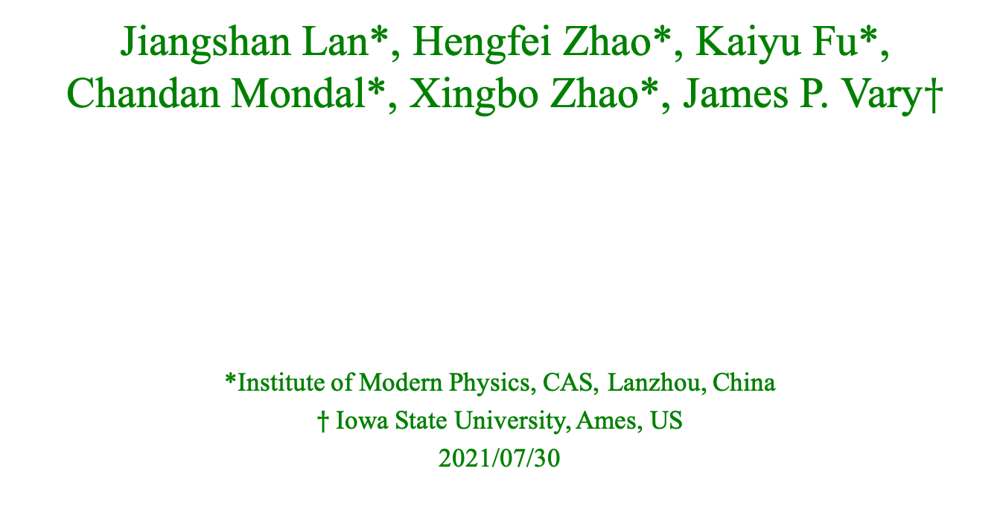 Jiangshan Lan*, Hengfei Zhao*, Kaiyu Fu*,
Chandan Mondal*, Xingbo Zhao*, James P. Vary†
*Institute of Modern Physics, CAS, Lanzhou, China
† Iowa State University, Ames, US
2021/07/30